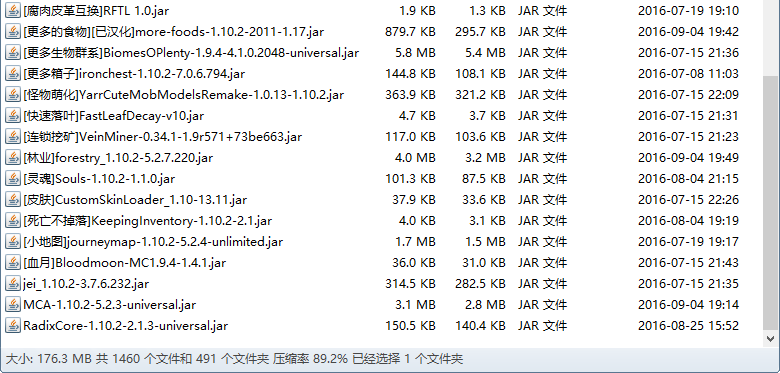 [腐肉皮革互换]RFTL 1.0.jar 1.9 KB 1.3 KB JAR 文件 2016-07-19 19:10
[更多的食物][已汉化]more-foods-1.10.2-2011-1.17.jar 879.7 KB 295.7 KB JAR 文件 2016-09-04 19:42
[更多生物群系]BiomesOPlenty-1.9.4-4.1.0.2048-universal.jar 5.8 MB 5.4 MB JAR 文件 2016-07-15 21:36
[更多箱子]ironchest-1.10.2-7.0.6.794.jar 144.8 KB 108.1 KB JAR 文件 2016-07-08 11:03
[怪物萌化]YarrCuteMobModelsRemake-1.0.13-1.10.2.jar 363.9 KB 321.2 KB JAR 文件 2016-07-15 22:09
[快速落叶]FastLeafDecay-v10.jar 4.7 KB 3.7 KB JAR 文件 2016-07-15 21:31
[连锁挖矿]VeinMiner-0.34.1-1.9r571+73be663.jar 117.0 KB 103.6 KB JAR 文件 2016-07-15 21:23
[林业]forestry_1.10.2-5.2.7.220.jar 4.0 MB 3.2 MB JAR 文件 2016-09-04 19:49
[灵魂]Souls-1.10.2-1.1.0.jar 101.3 KB 87.5 KB JAR 文件 2016-08-04 21:15
[皮肤]CustomSkinLoader_1.10-13.11.jar 37.9 KB 33.6 KB JAR 文件 2016-07-15 22:26
[死亡不掉落]KeepingInventory-1.10.2-2.1.jar 4.0 KB 3.1 KB JAR 文件 2016-08-04 19:19
[小地图]journeymap-1.10.2-5.2.4-unlimited.jar 1.7 MB 1.5 MB JAR 文件 2016-07-19 19:17
[血月]Bloodmoon-MC1.9.4-1.4.1.jar 36.0 KB 31.0 KB JAR 文件 2016-07-15 21:43
jei_1.10.2-3.7.6.232.jar 314.5 KB 282.5 KB JAR 文件 2016-07-15 21:35
MCA-1.10.2-5.2.3-universal.jar 3.1 MB 2.8 MB JAR 文件 2016-09-04 19:14
RadixCore-1.10.2-2.1.3-universal.jar 150.5 KB 140.4 KB JAR 文件 2016-08-25 15:52
大小: 176.3 MB 共 1460 个文件和 491 个文件夹 压缩率 89.2% 已经选择 1 个文件夹